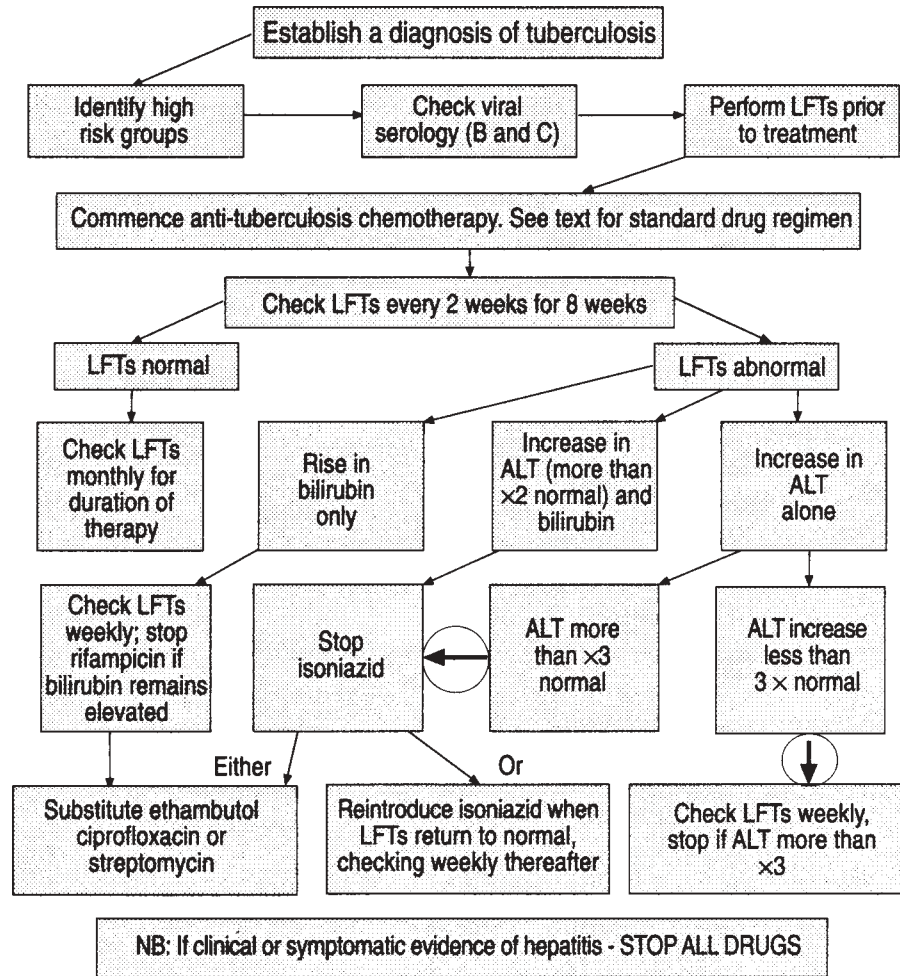 Establish a diagnosis of tuberculosis
Identify high
risk groups
Check viral
serology (B and C)
Perform LFTs prior
to treatment
Commence anti-tuberculosis chemotherapy. See text for standard drug regimen
Check LFTs every 2 weeks for 8 weeks
LFTs normal
LFTs abnormal
Check LFTs
monthly for
duration of
therapy
Rise in
bilirubin
only
Increase in
ALT (more than
×2 normal) and
bilirubin
Increase in
ALT
alone
Check LFTs
weekly; stop
rifampicin if
bilirubin remains
elevated
Stop
isoniazid
ALT more
than ×3
normal
ALT increase
less than
3 × normal
Either
Or
Substitute ethambutol
ciprofloxacin or
streptomycin
Reintroduce isoniazid when
LFTs return to normal,
checking weekly thereafter
Check LFTs weekly,
stop if ALT more than
×3
NB: If clinical or symptomatic evidence of hepatitis - STOP ALL DRUGS